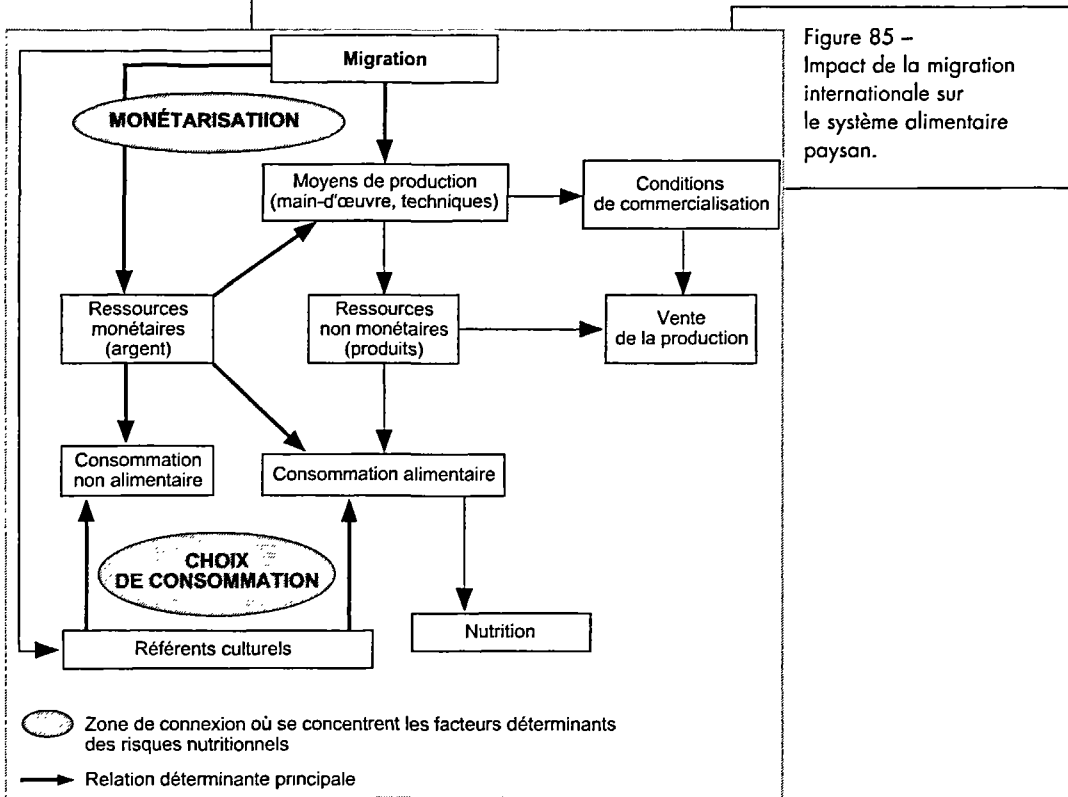 Figure 85 –
Impact de la migration
internationale sur
le système alimentaire
paysan.
Migration
MONÉTARISATIION
Moyens de production
(main-d'œuvre, techniques)
Conditions
de commercialisation
Ressources
monétaires
(argent)
Ressources
non monétaires
(produits)
Vente
de la production
Consommation
non alimentaire
Consommation alimentaire
CHOIX
DE CONSOMMATION
Nutrition
Référents culturels
Zone de connexion où se concentrent les facteurs déterminants
des risques nutritionnels
Relation déterminante principale